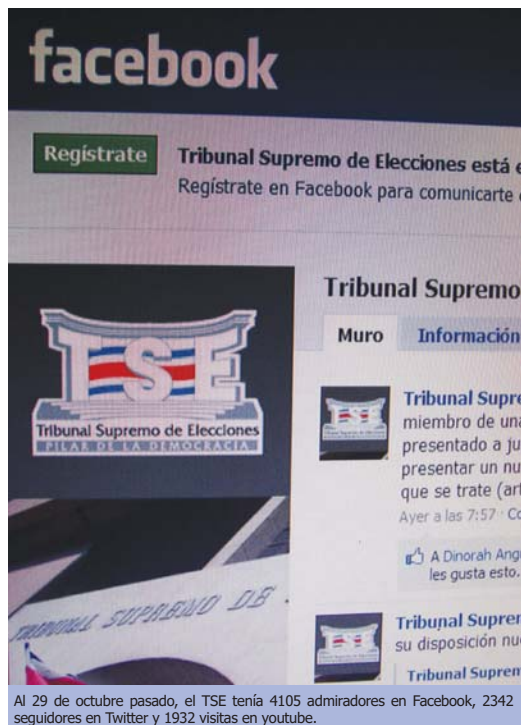 facebook
Regístrate
Tribunal Supremo de Elecciones está
Regístrate en Facebook para comunicarte
Tribunal Supremo
Muro Información
TSE
Tribunal Supremo de Elecciones
PILAR DE LA DEMOCRACIA
Tribunal Supre
miembro de una
presentado a ju
presentar un nu
que se trate (art
Ayer a las 7:57 · Co
A Dinorah Ang
les gusta esto.
TRIBUNAL SUPREMO DE
Tribunal Suprem
su disposición nue
Tribunal Suprem
Al 29 de octubre pasado, el TSE tenía 4105 admiradores en Facebook, 2342
seguidores en Twitter y 1932 visitas en youtube.